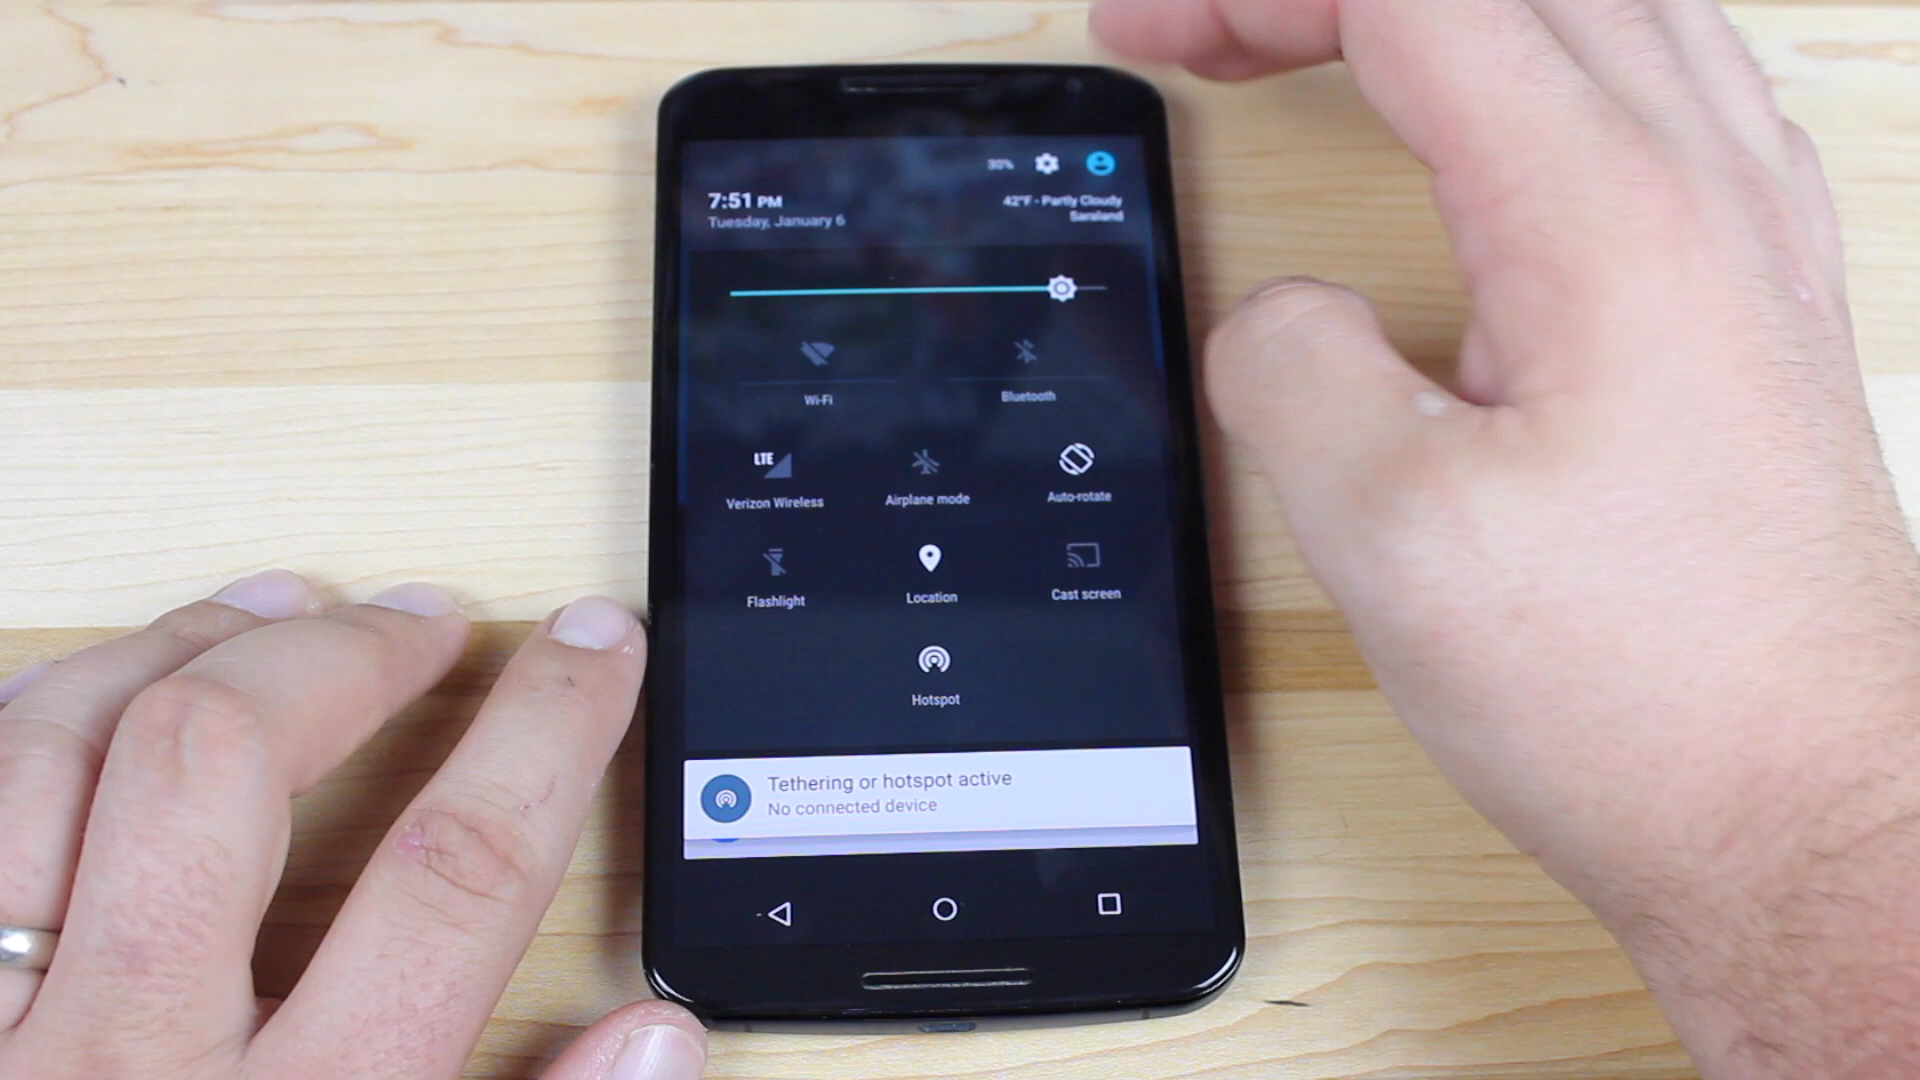 30%
7:51 PM
Tuesday, January 6
42°F - Partly Cloudy
Saraland
Wi-Fi
Bluetooth
LTE
Verizon Wireless
Airplane mode
Auto-rotate
Flashlight
Location
Cast screen
Hotspot
Tethering or hotspot active
No connected device